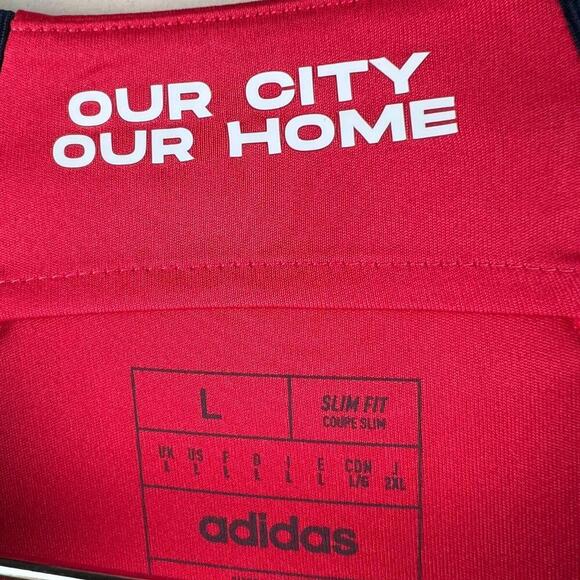 OUR CITY
OUR HOME
L
SLIM FIT
COUPE SLIM
UK US F D I E CDN J
L L L L L L L/G 2XL
adidas